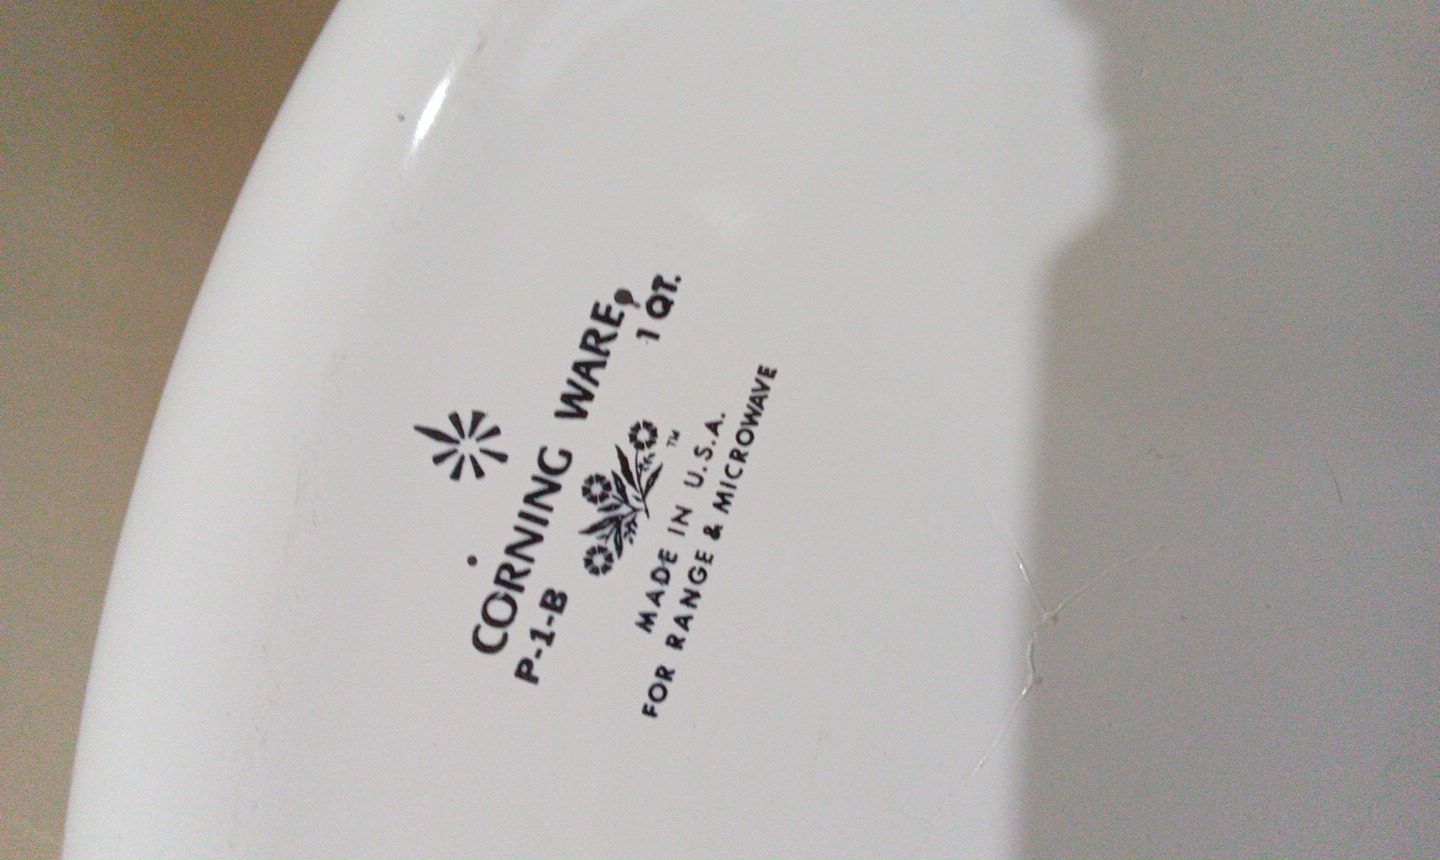 CORNING WARE®
P-1-B 1 QT.
™
MADE IN U.S.A.
FOR RANGE & MICROWAVE